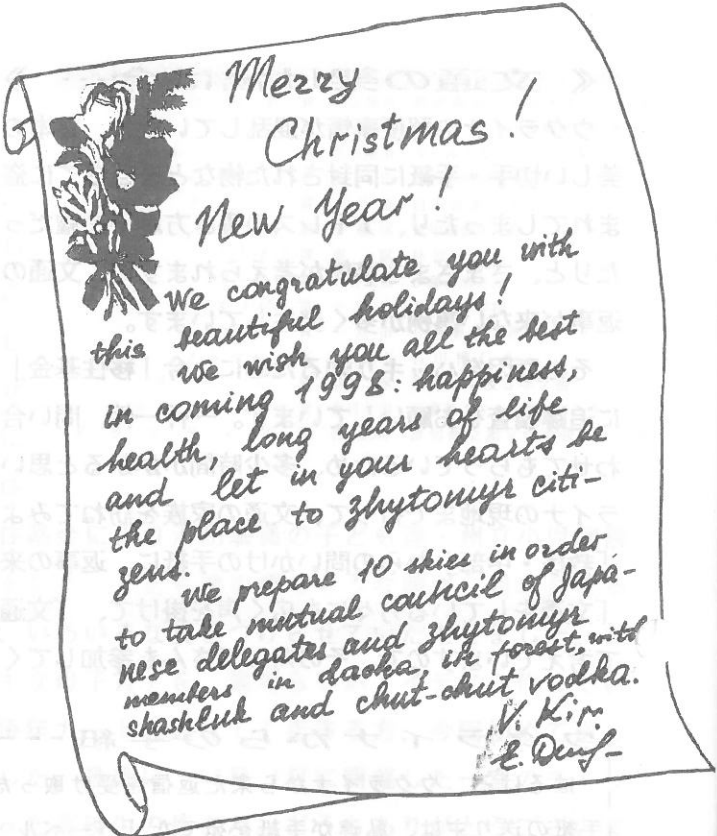 Merry
Christmas!
New Year!
We congratulate you with
this beautiful holidays!
We wish you all the best
in coming 1998: happiness,
health, long years of life
and let in your hearts be
the place to Zhytomyr citi-
zens.
We prepare 10 skies in order
to take mutual council of Japa-
nese delegates and Zhytomyr
members in dacha, in forest, with
shashluk and chut-chut vodka.
V. Kir.